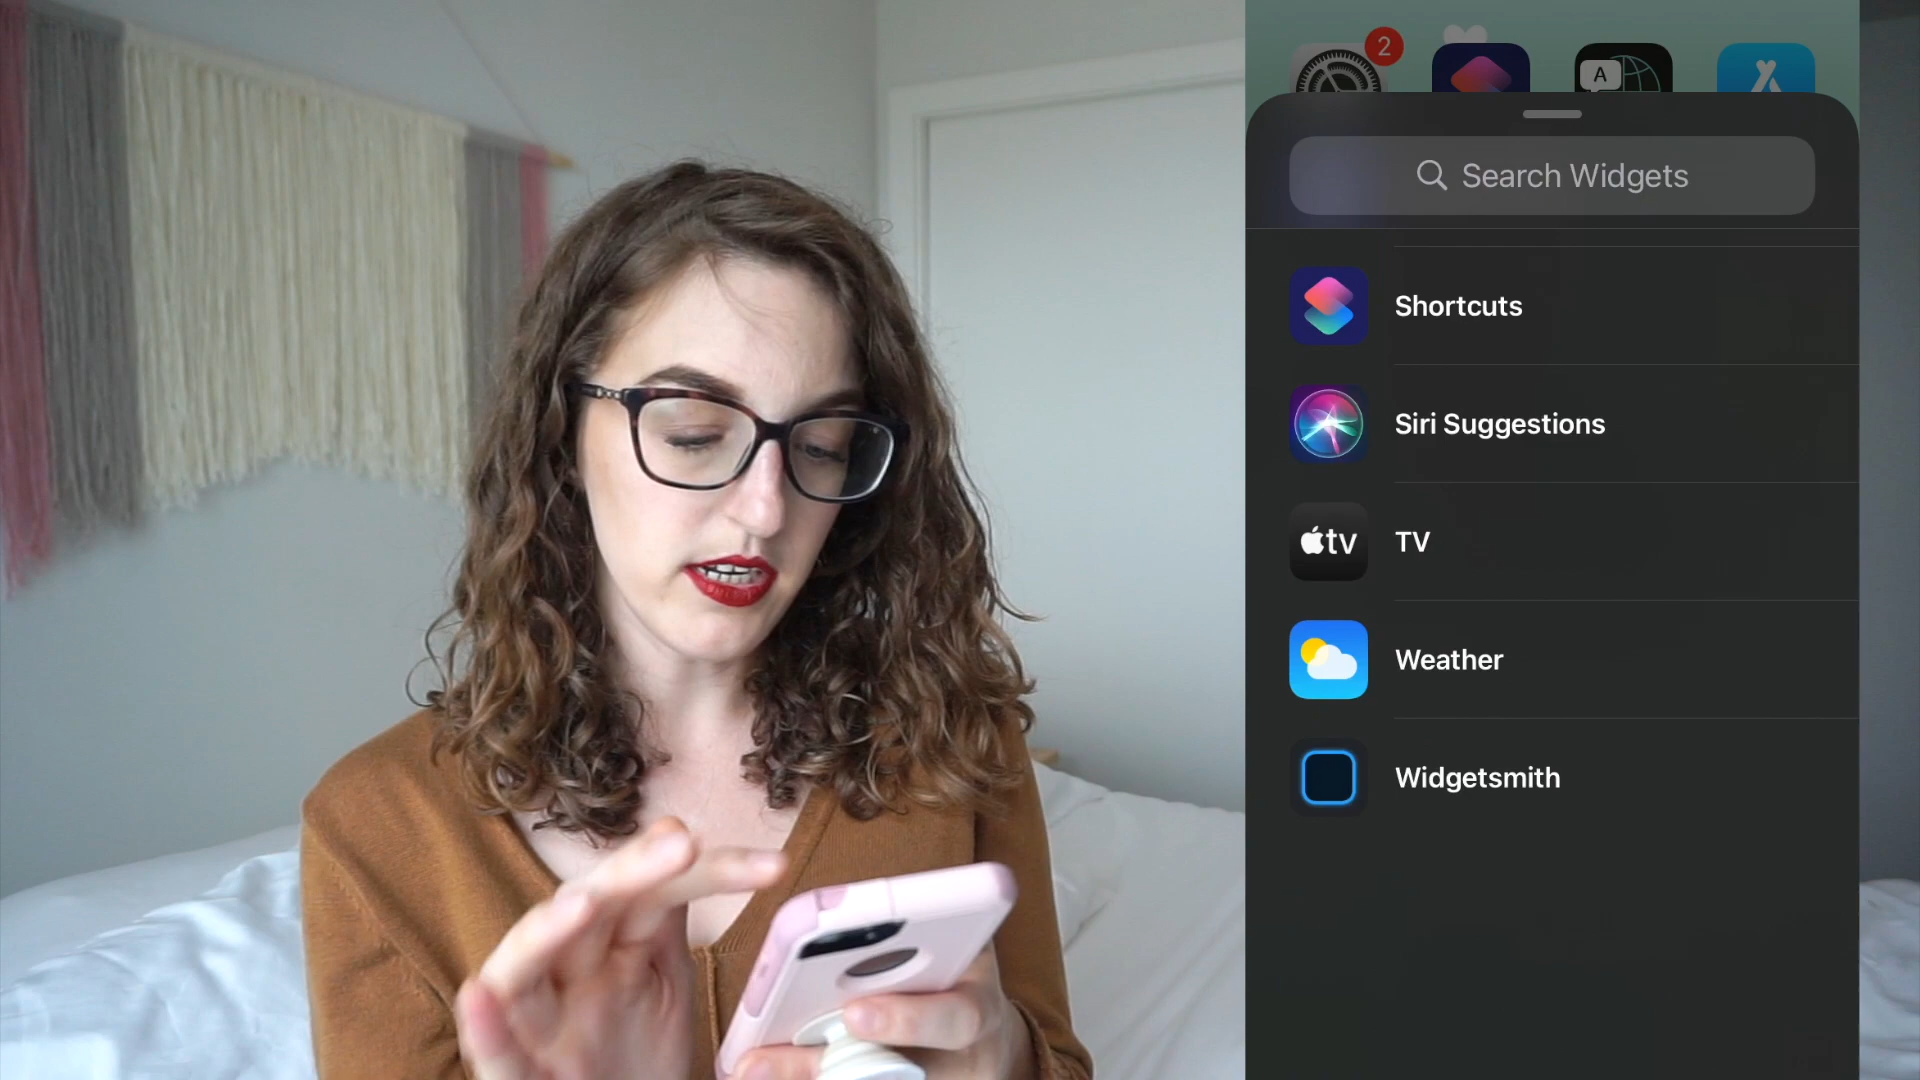 2
A
Search Widgets
Shortcuts
Siri Suggestions
tv
TV
Weather
Widgetsmith